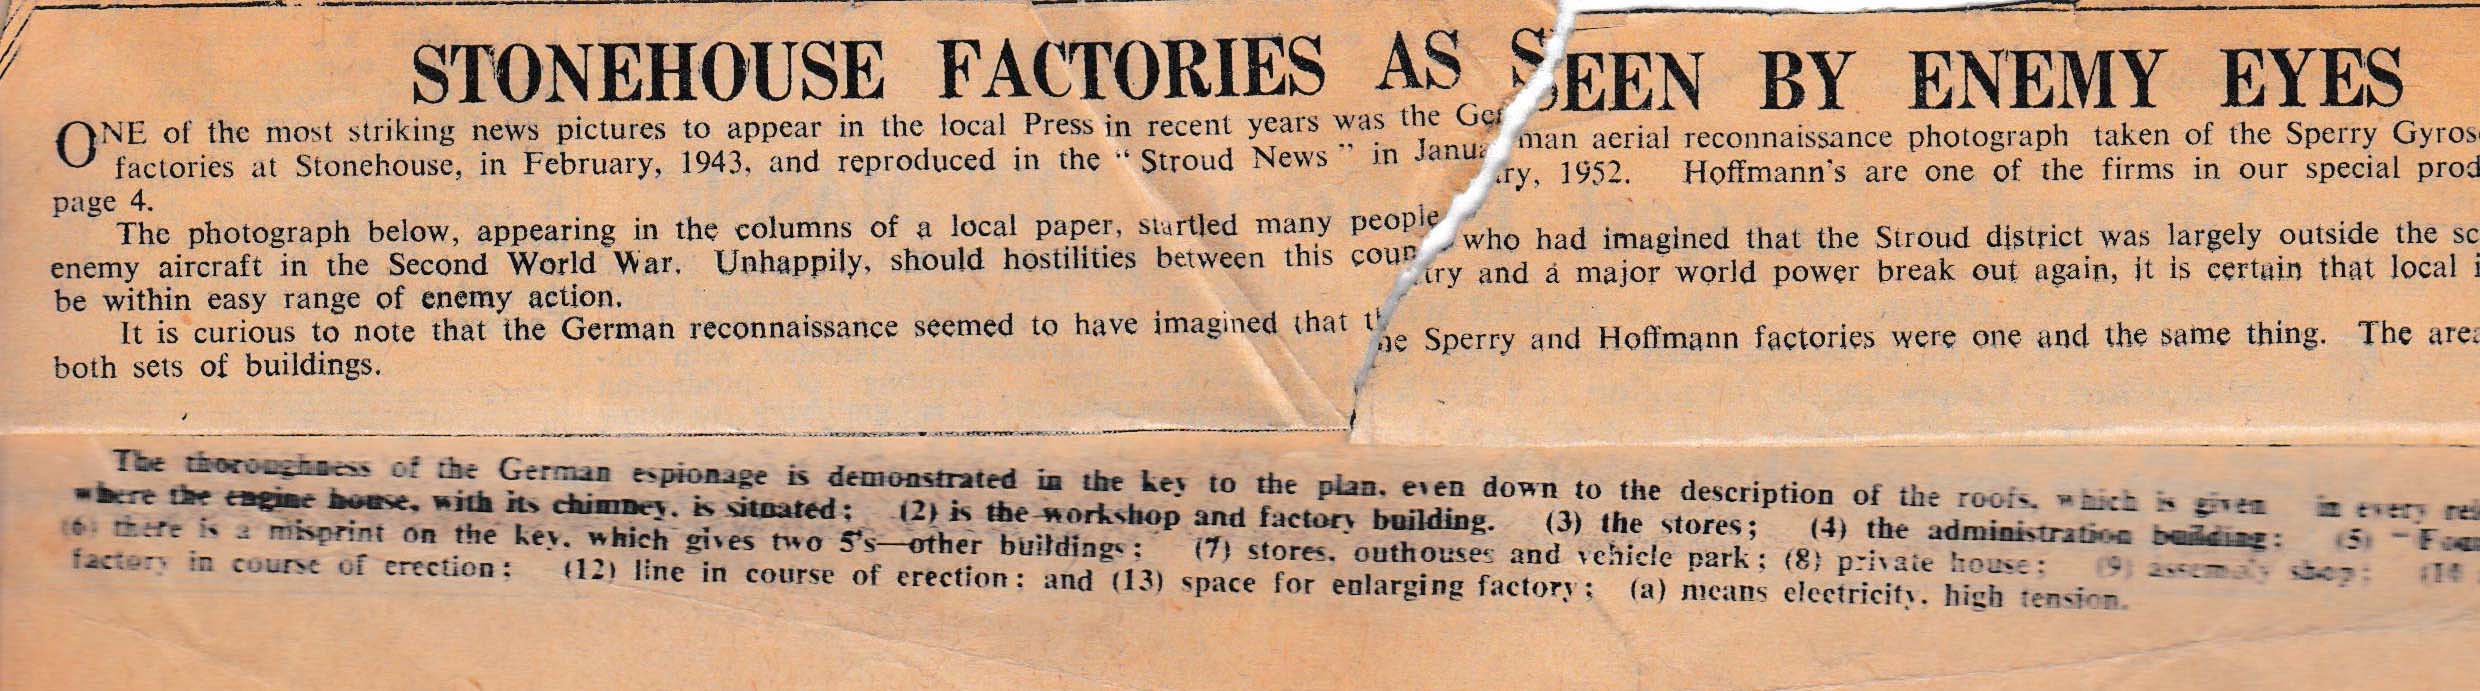 STONEHOUSE FACTORIES AS SEEN BY ENEMY EYES
ONE of the most striking news pictures to appear in the local Press in recent years was the German aerial reconnaissance photograph taken of the Sperry Gyros
factories at Stonehouse, in February, 1943, and reproduced in the “ Stroud News ” in January, 1952. Hoffmann's are one of the firms in our special prod
page 4.
The photograph below, appearing in the columns of a local paper, startled many people who had imagined that the Stroud district was largely outside the sc
enemy aircraft in the Second World War. Unhappily, should hostilities between this country and a major world power break out again, it is certain that local i
be within easy range of enemy action.
It is curious to note that the German reconnaissance seemed to have imagined that the Sperry and Hoffmann factories were one and the same thing. The area
both sets of buildings.
The thoroughness of the German espionage is demonstrated in the key to the plan, even down to the description of the roofs, which is given in every
where the engine house, with its chimney, is situated; (2) is the workshop and factory building. (3) the stores; (4) the administration building; (5)
(6) there is a misprint on the key, which gives two 5's—other buildings; (7) stores, outhouses and vehicle park; (8) private house; (9) assembly shop;
factory in course of erection; (12) line in course of erection; and (13) space for enlarging factory; (a) means electricity, high tension.